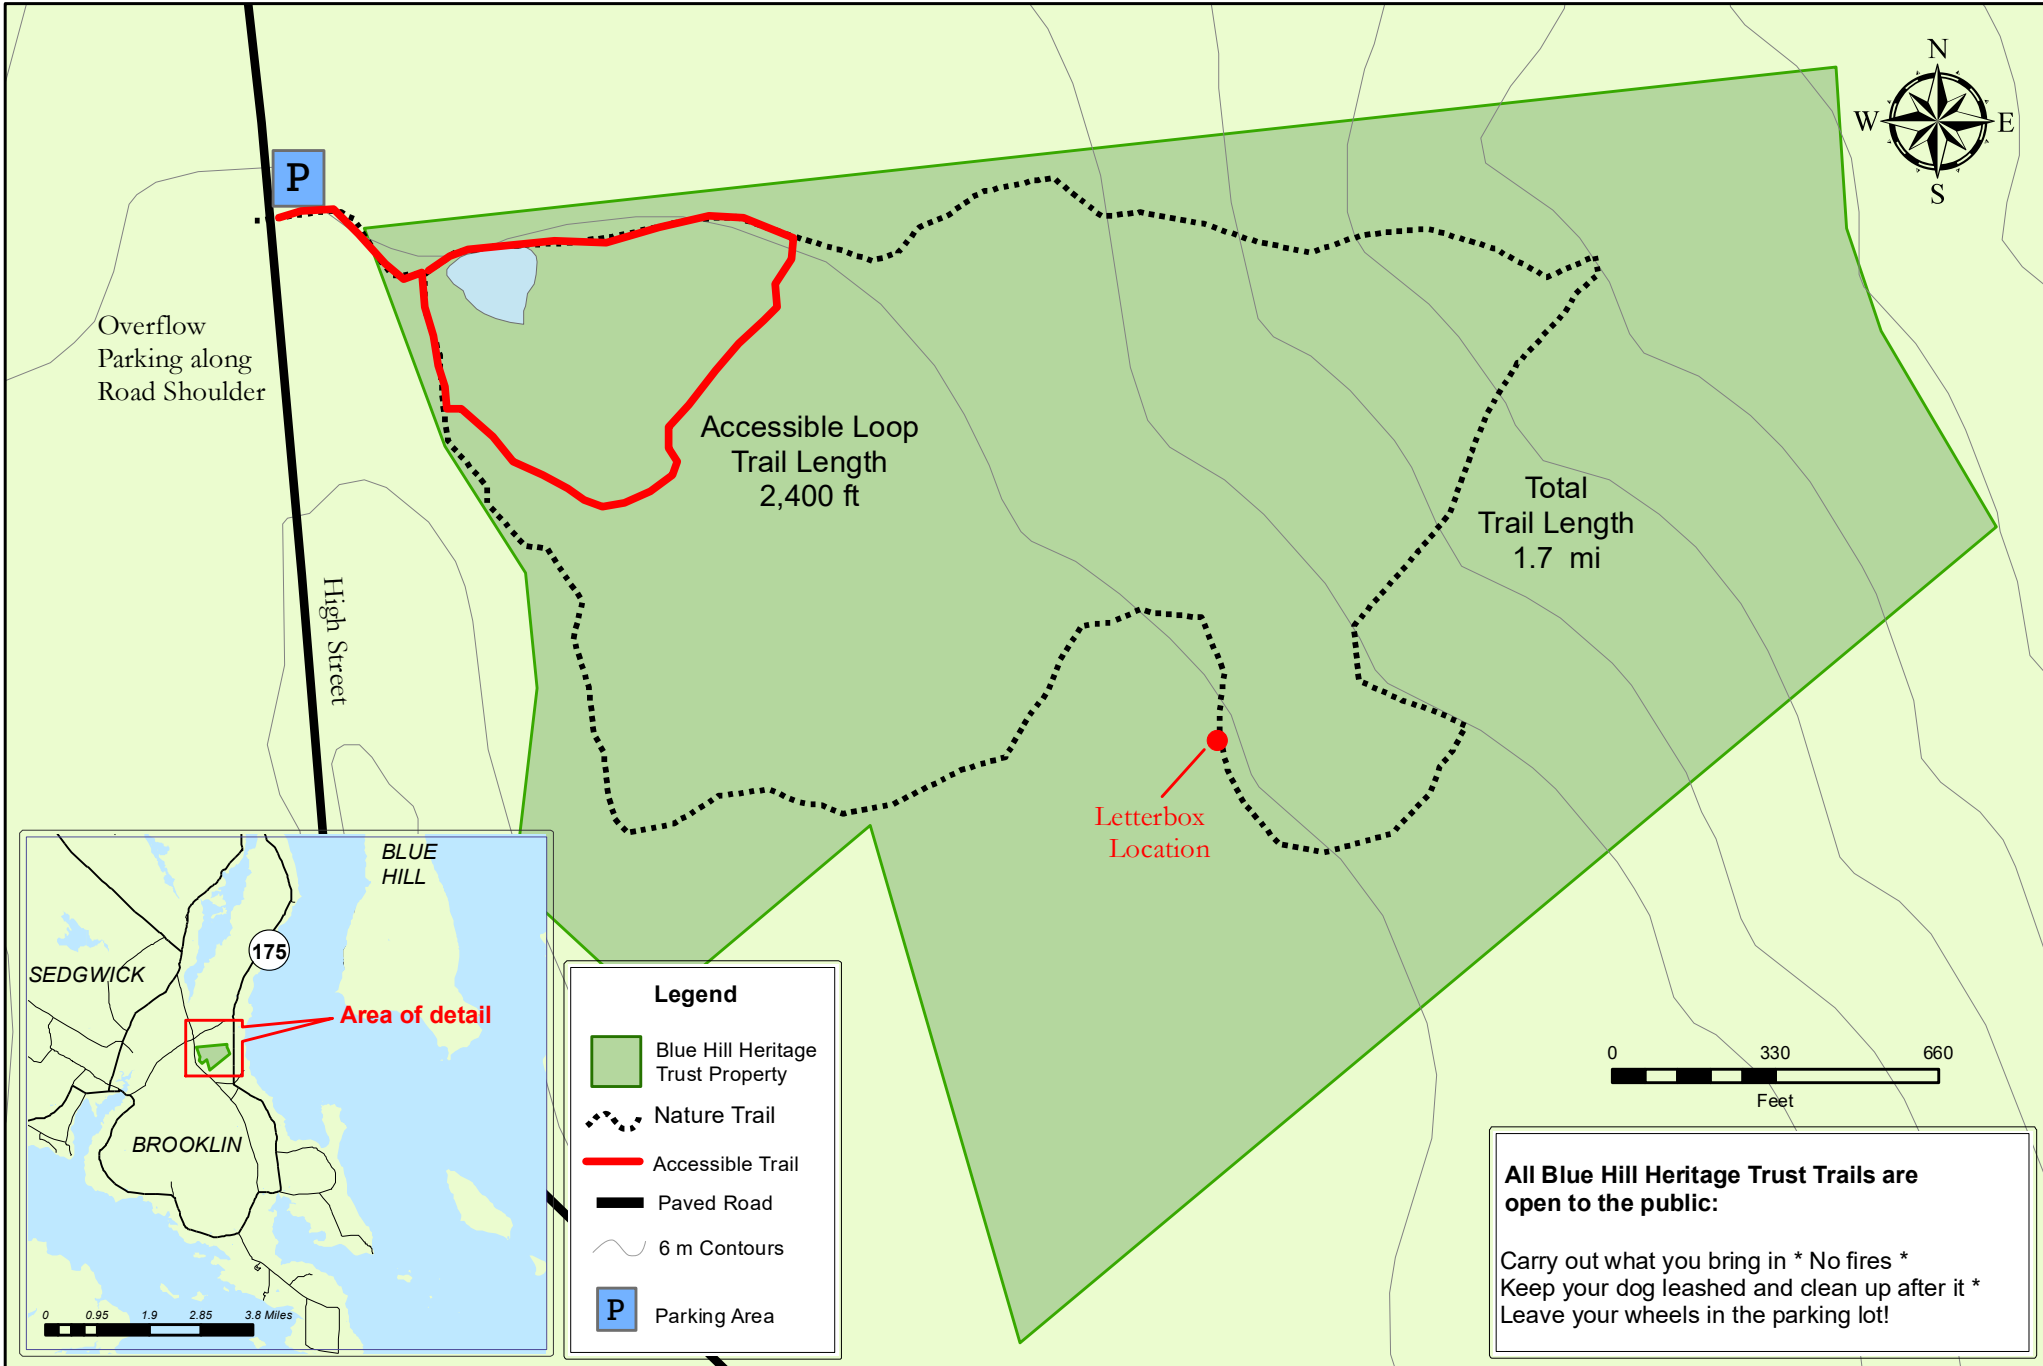 N
W
E
S
P
Overflow
Parking along
Road Shoulder
High Street
Accessible Loop
Trail Length
2,400 ft
Total
Trail Length
1.7 mi
Letterbox
Location
BLUE
HILL
175
SEDGWICK
Area of detail
BROOKLIN
0 0.95 1.9 2.85 3.8 Miles
Legend
Blue Hill Heritage
Trust Property
Nature Trail
Accessible Trail
Paved Road
6 m Contours
P
Parking Area
0 330 660
Feet
All Blue Hill Heritage Trust Trails are
open to the public:
Carry out what you bring in * No fires *
Keep your dog leashed and clean up after it *
Leave your wheels in the parking lot!